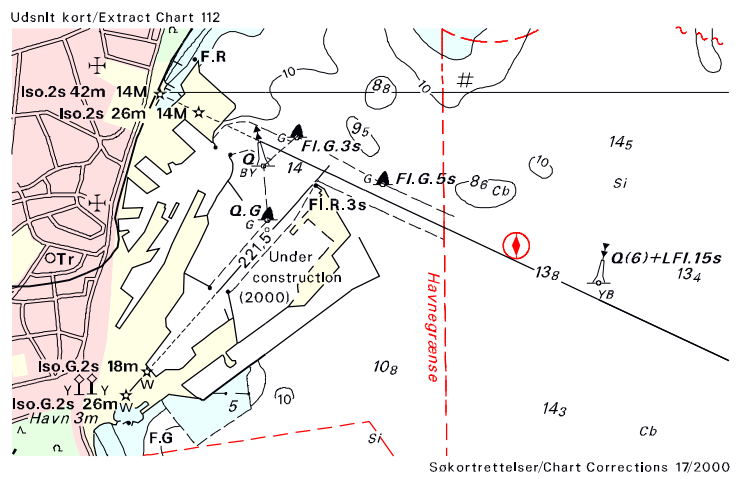 Udsnit kort/Extract Chart 112
F.R
10
10
Iso.2s 42m 14M
8₈
#
Iso.2s 26m 14M
9₅
G
Fl.G.3s
14₅
Q
BY
14
10
G
Fl.G.5s
8₆
Cb
Si
Q.G
G
Fl.R.3s
221,5°
Tr
Under
construction
(2000)
Q(6)+LFl.15s
13₈
13₄
YB
Havnegrænse
Iso.G.2s 18m
10₈
W
Y
Y
Iso.G.2s 26m
W
5
10
14₃
Havn 3m
F.G
Si
Cb
Søkortrettelser/Chart Corrections 17/2000